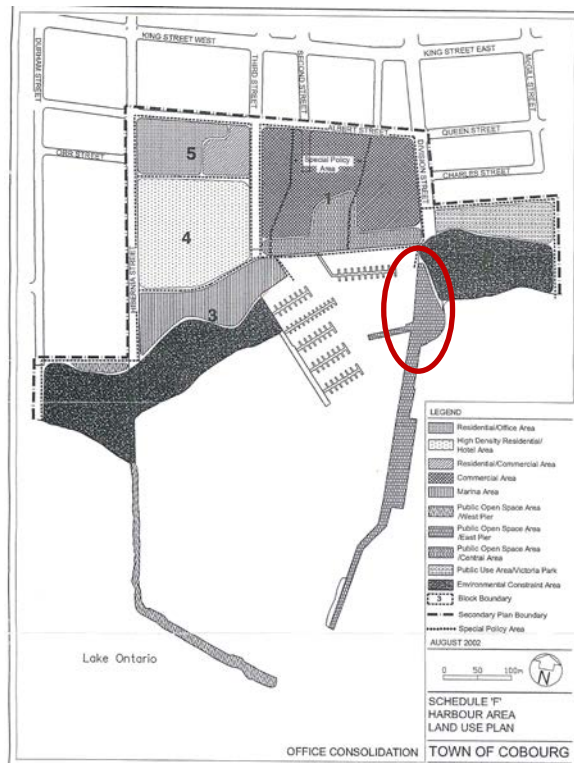 KING STREET WEST
KING STREET EAST
DURHAM STREET
THIRD STREET
SECOND STREET
McGILL STREET
ALBERT STREET
QUEEN STREET
DIVISION STREET
ORR STREET
CHARLES STREET
5
Special Policy
Area
1
4
HIBERNIA STREET
3
LEGEND
Residential/Office Area
High Density Residential/
Hotel Area
Residential/Commercial Area
Commercial Area
Marina Area
Public Open Space Area
/West Pier
Public Open Space Area
/East Pier
Public Open Space Area
/Central Area
Public Use Area/Victoria Park
Environmental Constraint Area
3 Block Boundary
Secondary Plan Boundary
Special Policy Area
AUGUST 2002
Lake Ontario
0 50 100m
N
SCHEDULE 'F'
HARBOUR AREA
LAND USE PLAN
OFFICE CONSOLIDATION
TOWN OF COBOURG